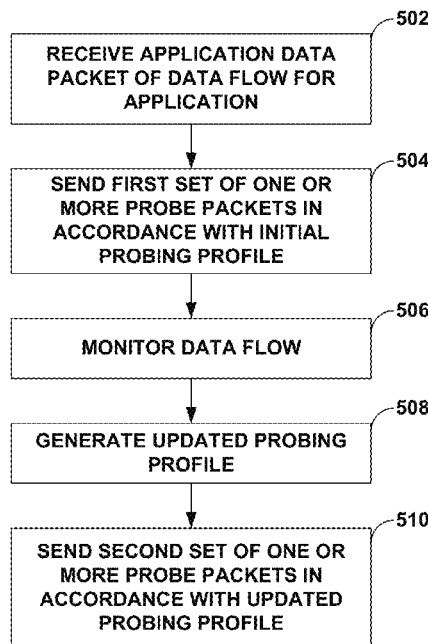 502
RECEIVE APPLICATION DATA
PACKET OF DATA FLOW FOR
APPLICATION
504
SEND FIRST SET OF ONE OR
MORE PROBE PACKETS IN
ACCORDANCE WITH INITIAL
PROBING PROFILE
506
MONITOR DATA FLOW
508
GENERATE UPDATED PROBING
PROFILE
510
SEND SECOND SET OF ONE OR
MORE PROBE PACKETS IN
ACCORDANCE WITH UPDATED
PROBING PROFILE